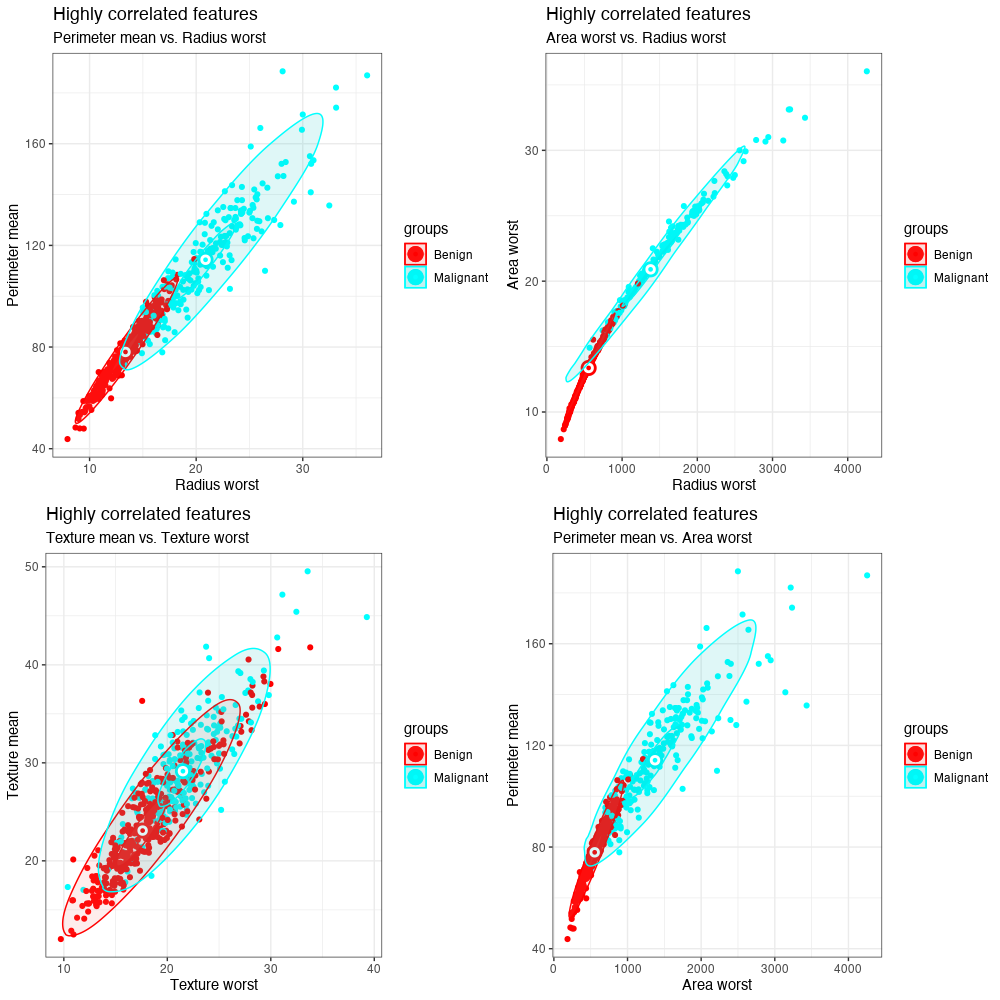 Highly correlated features
Perimeter mean vs. Radius worst
Perimeter mean
160
120
80
40
10
20
30
Radius worst
groups
Benign
Malignant
Highly correlated features
Area worst vs. Radius worst
Area worst
30
20
10
0
1000
2000
3000
4000
Radius worst
groups
Benign
Malignant
Highly correlated features
Texture mean vs. Texture worst
Texture mean
50
40
30
20
10
20
30
40
Texture worst
groups
Benign
Malignant
Highly correlated features
Perimeter mean vs. Area worst
Perimeter mean
160
120
80
40
0
1000
2000
3000
4000
Area worst
groups
Benign
Malignant